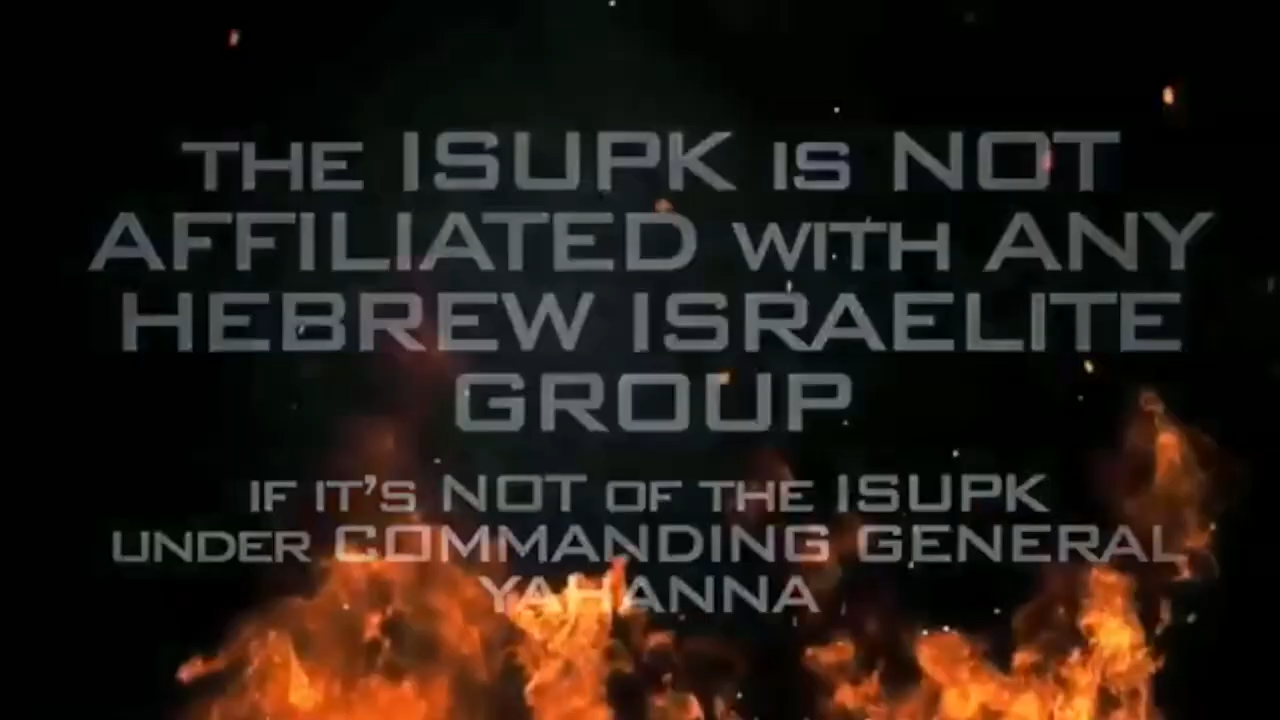 THE ISUPK IS NOT
AFFILIATED WITH ANY
HEBREW ISRAELITE
GROUP
IF IT'S NOT OF THE ISUPK
UNDER COMMANDING GENERAL
YAHANNA